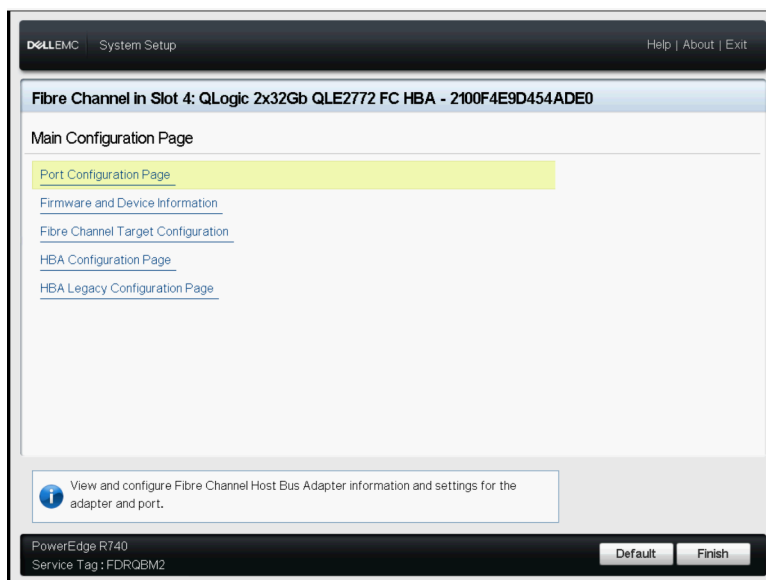 DELLEMC System Setup Help | About | Exit
Fibre Channel in Slot 4: QLogic 2x32Gb QLE2772 FC HBA - 2100F4E9D454ADE0
Main Configuration Page
Port Configuration Page
Firmware and Device Information
Fibre Channel Target Configuration
HBA Configuration Page
HBA Legacy Configuration Page
View and configure Fibre Channel Host Bus Adapter information and settings for the
adapter and port.
PowerEdge R740
Service Tag : FDRQBM2
Default Finish